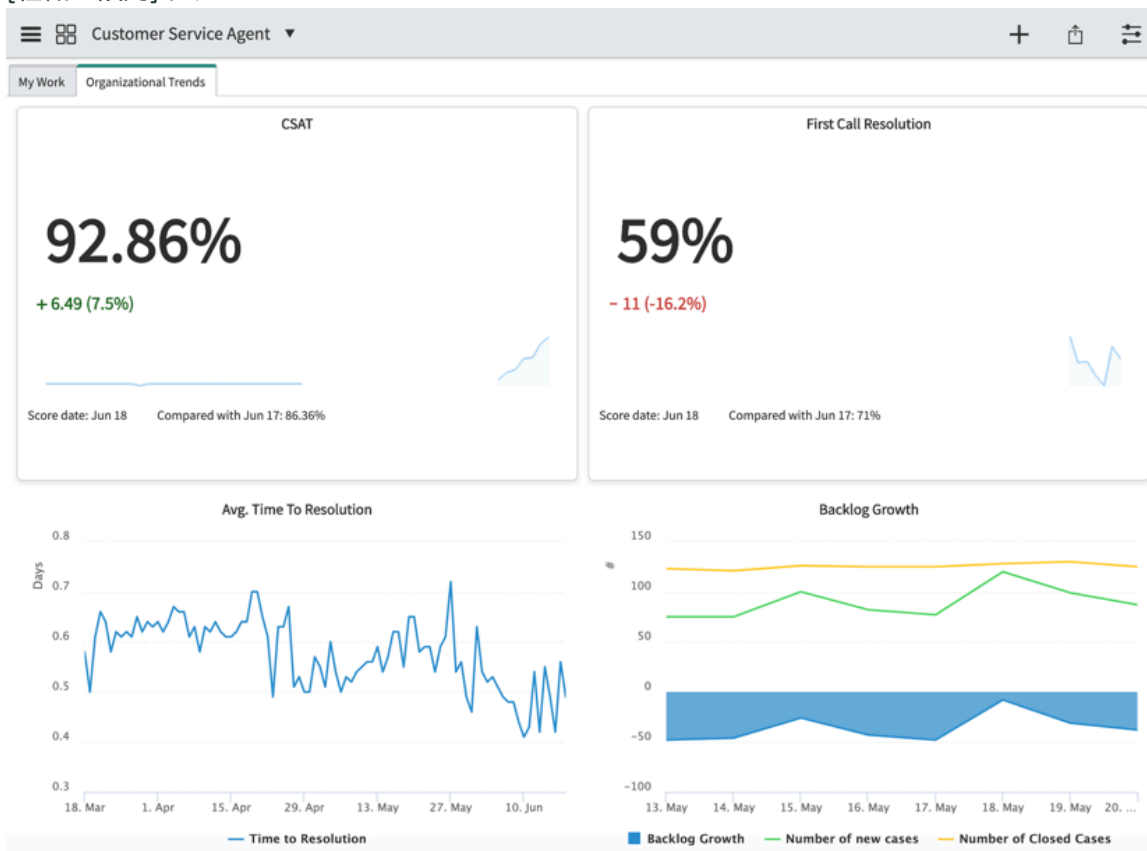 Customer Service Agent ▼
My Work
Organizational Trends
CSAT
92.86%
+ 6.49 (7.5%)
Score date: Jun 18
Compared with Jun 17: 86.36%
First Call Resolution
59%
− 11 (-16.2%)
Score date: Jun 18
Compared with Jun 17: 71%
Avg. Time To Resolution
Days
0.8
0.7
0.6
0.5
0.4
0.3
18. Mar
1. Apr
15. Apr
29. Apr
13. May
27. May
10. Jun
Time to Resolution
Backlog Growth
#
150
100
50
0
−50
−100
13. May
14. May
15. May
16. May
17. May
18. May
19. May
20. ...
Backlog Growth
Number of new cases
Number of Closed Cases